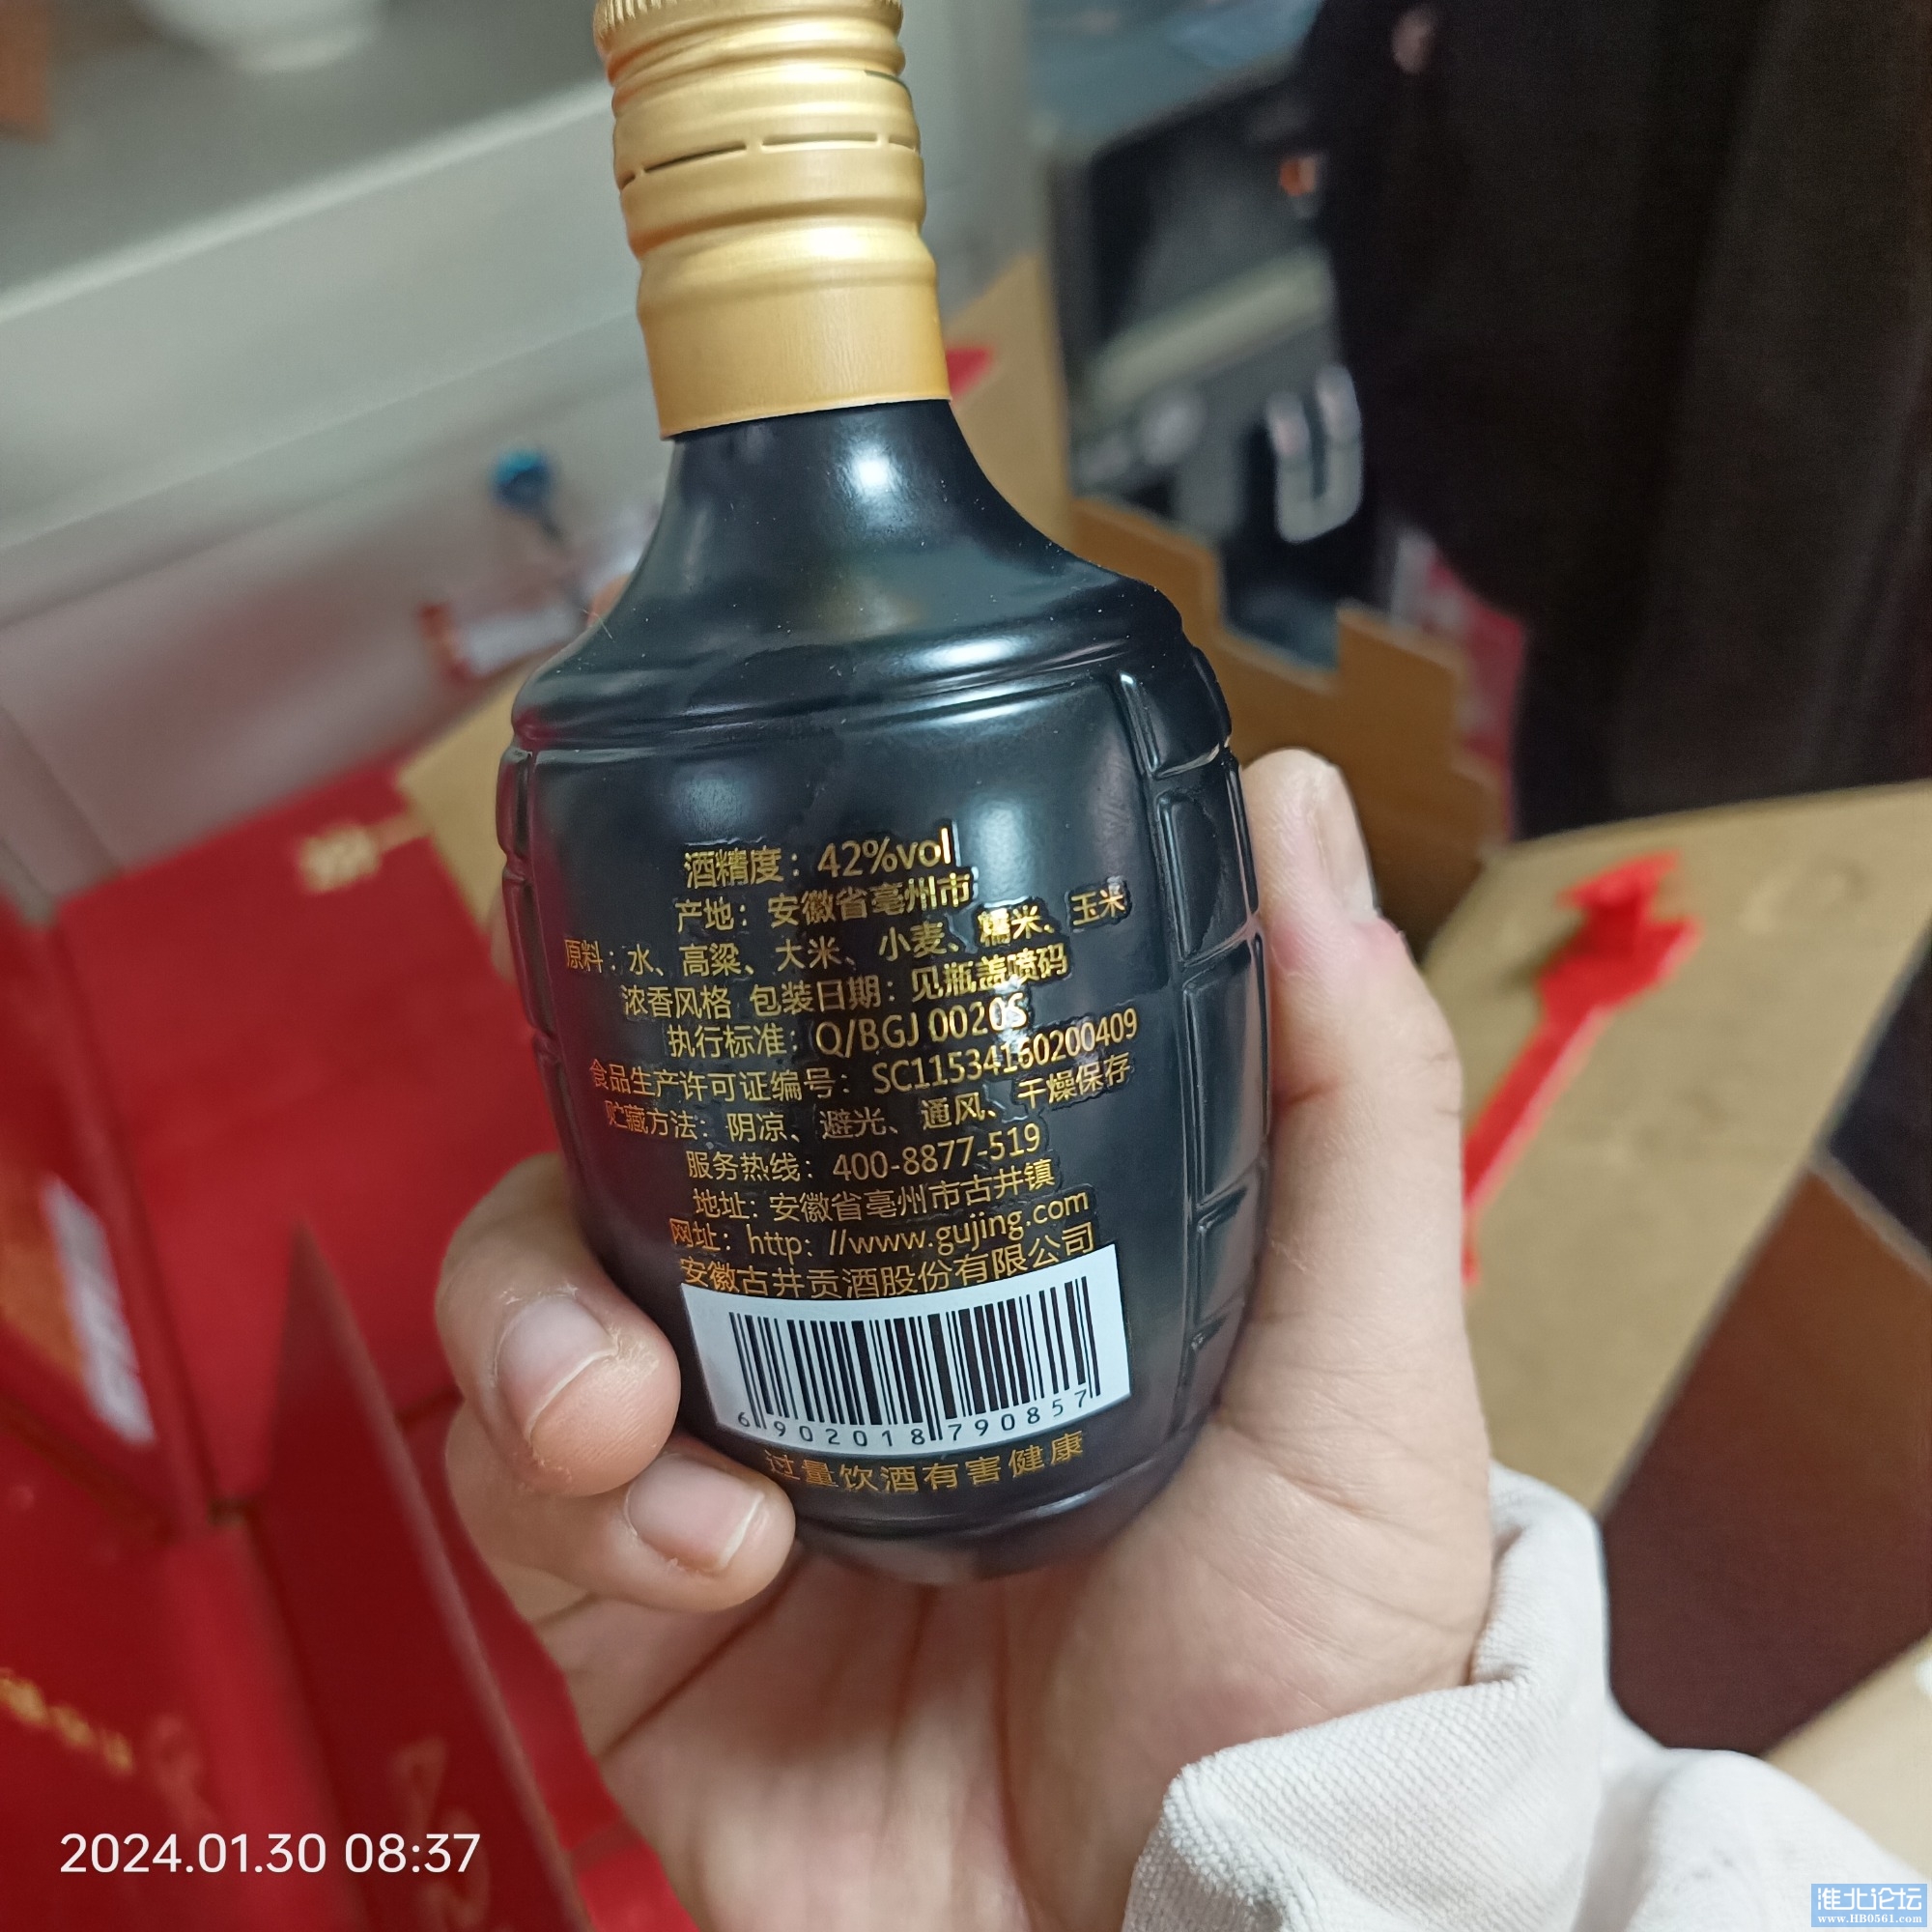 酒精度：42%vol
产地：安徽省亳州市
原料：水、高粱、大米、小麦、糯米、玉米
浓香风格 包装日期：见瓶盖喷码
执行标准：Q/BGJ 0020S
食品生产许可证编号：SC11534160200409
贮藏方法：阴凉、避光、通风、干燥保存
服务热线：400-8877-519
地址：安徽省亳州市古井镇
网址：http：//www.gujing.com
安徽古井贡酒股份有限公司
6 902018 790857
过量饮酒有害健康
2024.01.30 08:37
淮北论坛
www.HB0561.com